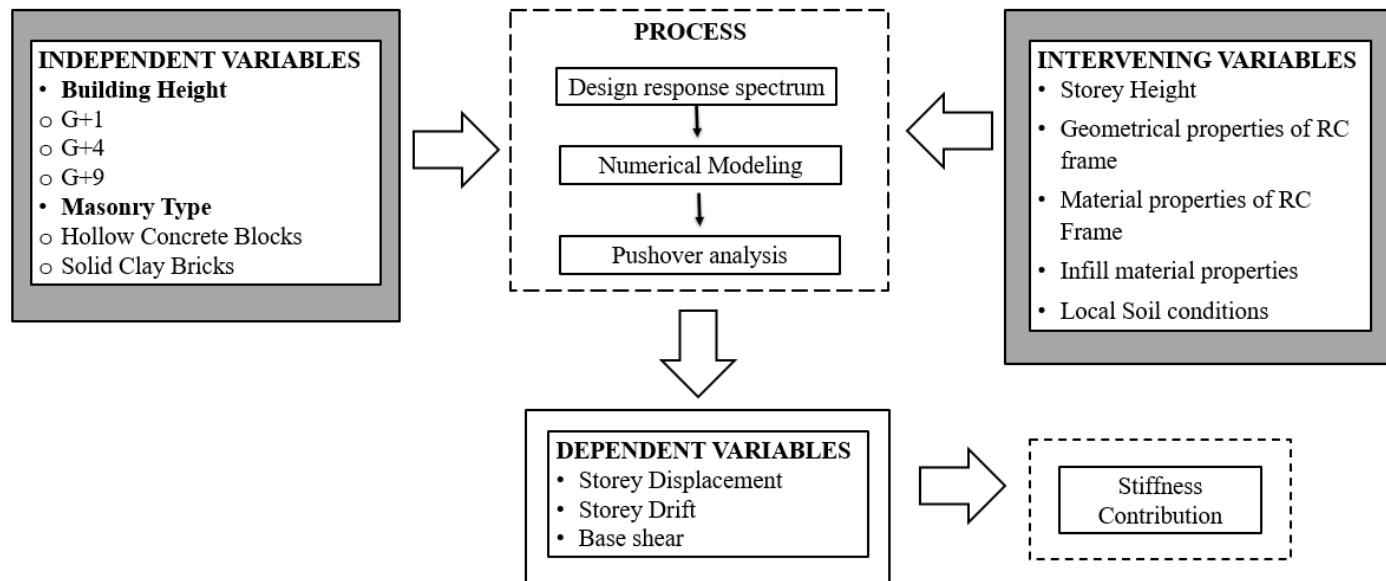 INDEPENDENT VARIABLES
• Building Height
o G+1
o G+4
o G+9
• Masonry Type
o Hollow Concrete Blocks
o Solid Clay Bricks
PROCESS
Design response spectrum
Numerical Modeling
Pushover analysis
INTERVENING VARIABLES
• Storey Height
• Geometrical properties of RC
frame
• Material properties of RC
Frame
• Infill material properties
• Local Soil conditions
DEPENDENT VARIABLES
• Storey Displacement
• Storey Drift
• Base shear
Stiffness
Contribution